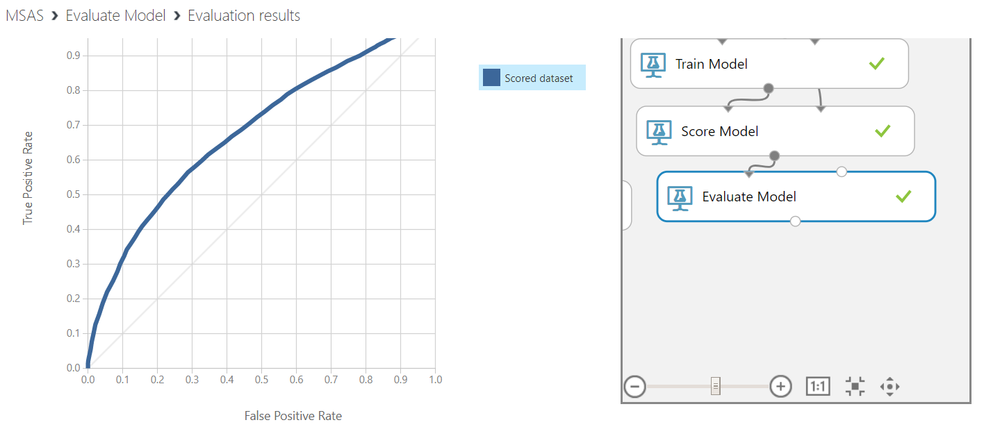 MSAS > Evaluate Model > Evaluation results
True Positive Rate
0.9
0.8
0.7
0.6
0.5
0.4
0.3
0.2
0.1
0.0
0.0 0.1 0.2 0.3 0.4 0.5 0.6 0.7 0.8 0.9 1.0
False Positive Rate
Scored dataset
Train Model
Score Model
Evaluate Model
1:1